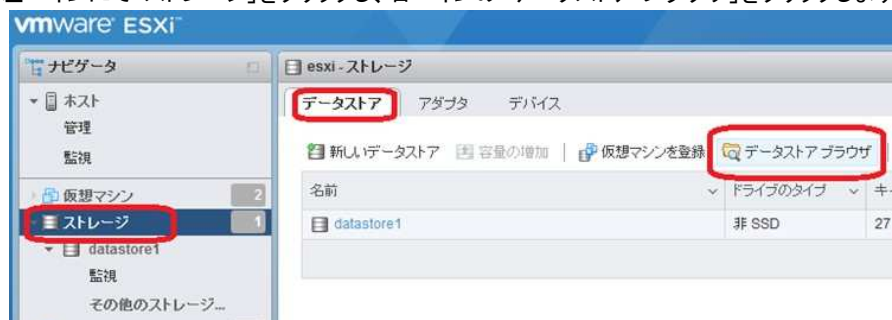 vmware ESXi™
ナビゲータ
ホスト
管理
監視
仮想マシン 2
ストレージ 1
datastore1
監視
その他のストレージ...
esxi - ストレージ
データストア アダプタ デバイス
新しいデータストア 容量の増加 仮想マシンを登録 データストア ブラウザ
名前 ドライブのタイプ
datastore1 非 SSD 27